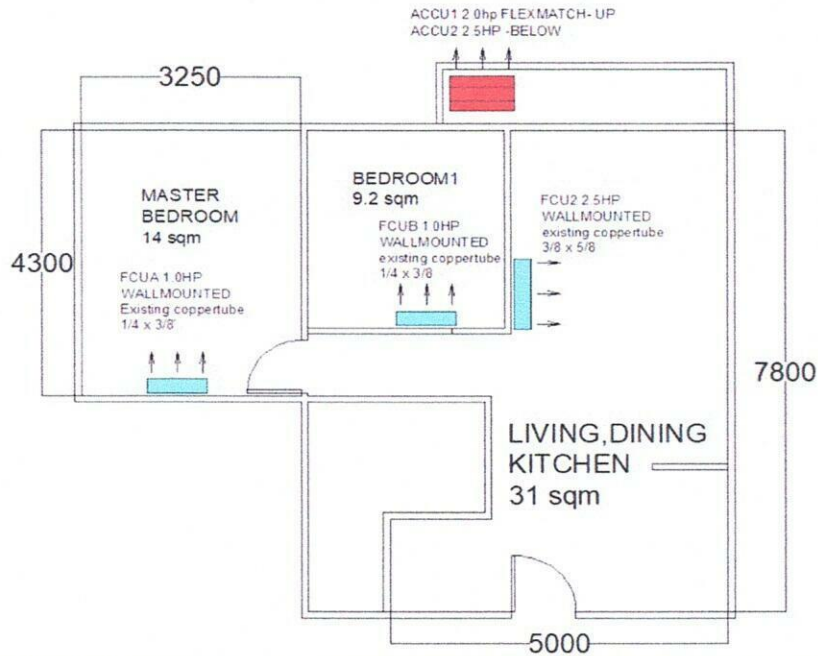 ACCU1 2.0hp FLEXMATCH- UP
ACCU2 2.5HP -BELOW
3250
MASTER
BEDROOM
14 sqm
BEDROOM1
9.2 sqm
FCUB 1.0HP
WALLMOUNTED
existing coppertube
1/4 x 3/8
FCU2 2.5HP
WALLMOUNTED
existing coppertube
3/8 x 5/8
4300
FCUA 1.0HP
WALLMOUNTED
Existing coppertube
1/4 x 3/8
7800
LIVING,DINING
KITCHEN
31 sqm
5000